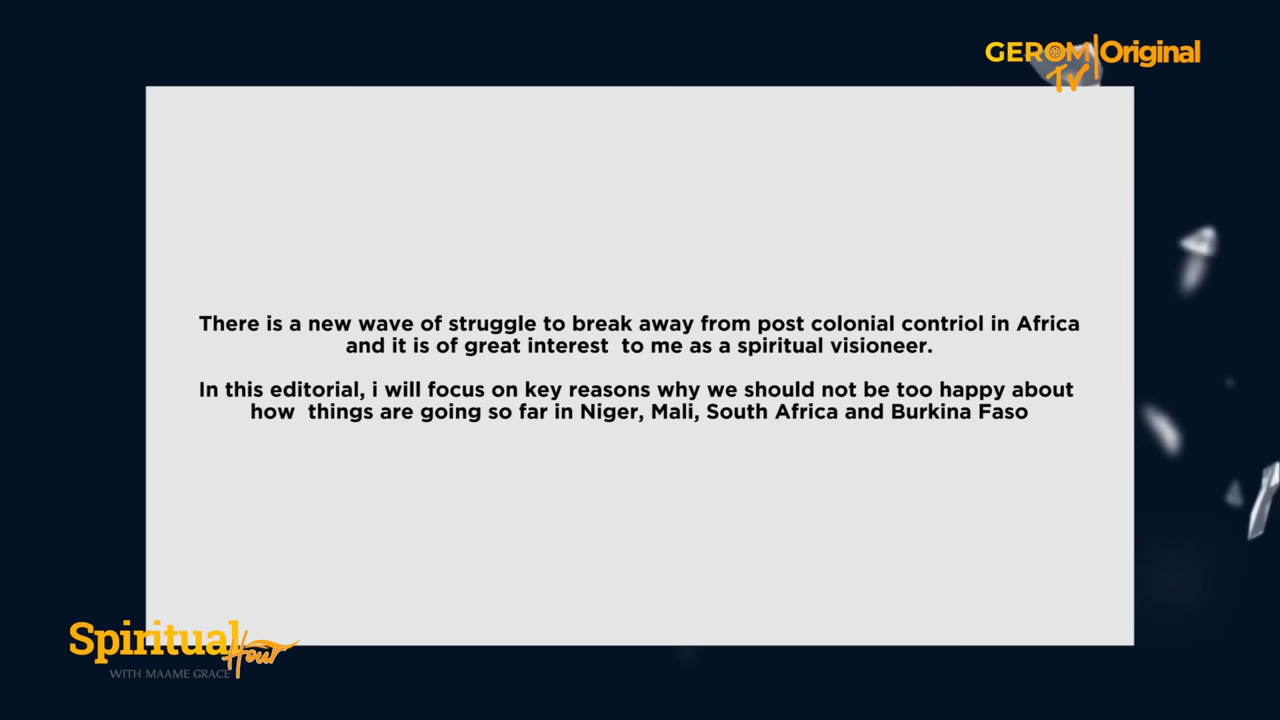 GEROM TV | Original
There is a new wave of struggle to break away from post colonial contriol in Africa
and it is of great interest  to me as a spiritual visioneer.
In this editorial, i will focus on key reasons why we should not be too happy about
how  things are going so far in Niger, Mali, South Africa and Burkina Faso
Spiritual Hour
WITH MAAME GRACE